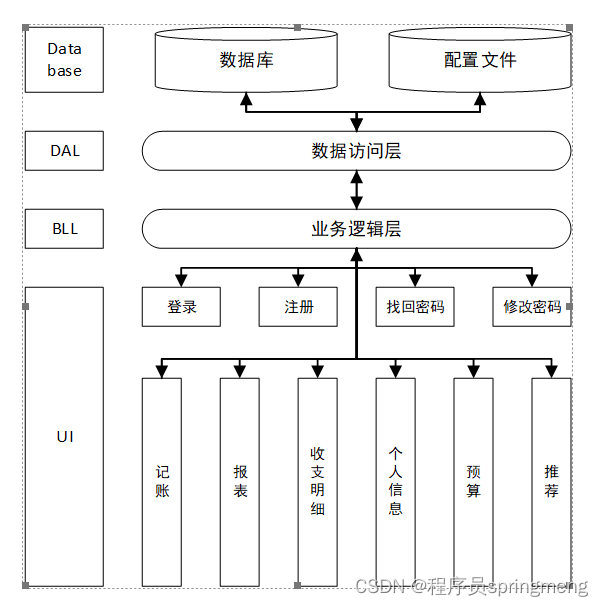 Data
base
数据库
配置文件
DAL
数据访问层
BLL
业务逻辑层
登录
注册
找回密码
修改密码
UI
记
账
报
表
收
支
明
细
个
人
信
息
预
算
推
荐
CSDN @程序员springmeng